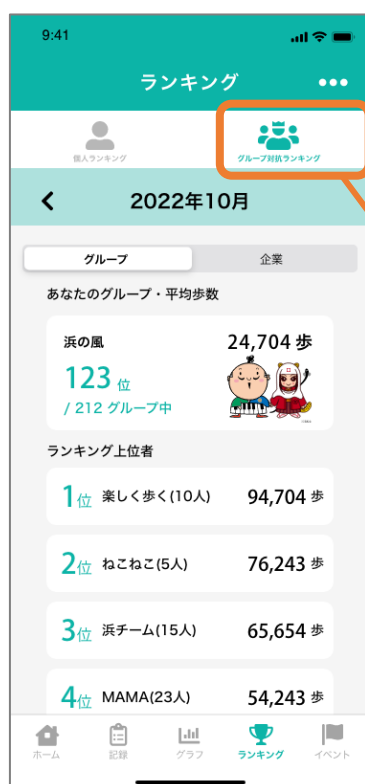 9:41
ランキング
個人ランキング
グループ対抗ランキング
2022年10月
グループ 企業
あなたのグループ・平均歩数
浜の風 24,704 歩
123 位
/ 212 グループ中
ランキング上位者
1位 楽しく歩く(10人) 94,704 歩
2位 ねこねこ(5人) 76,243 歩
3位 浜チーム(15人) 65,654 歩
4位 MAMA(23人) 54,243 歩
ホーム 記録 グラフ ランキング イベント